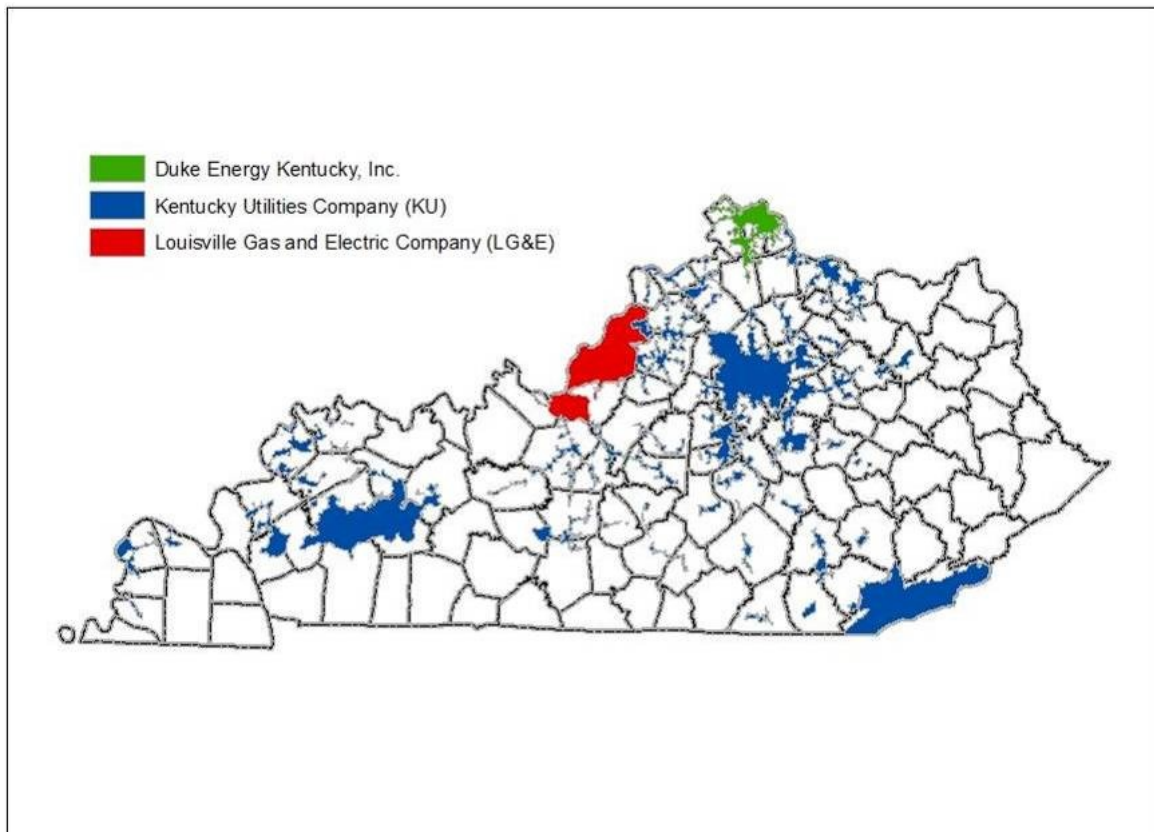 Duke Energy Kentucky, Inc.
Kentucky Utilities Company (KU)
Louisville Gas and Electric Company (LG&E)